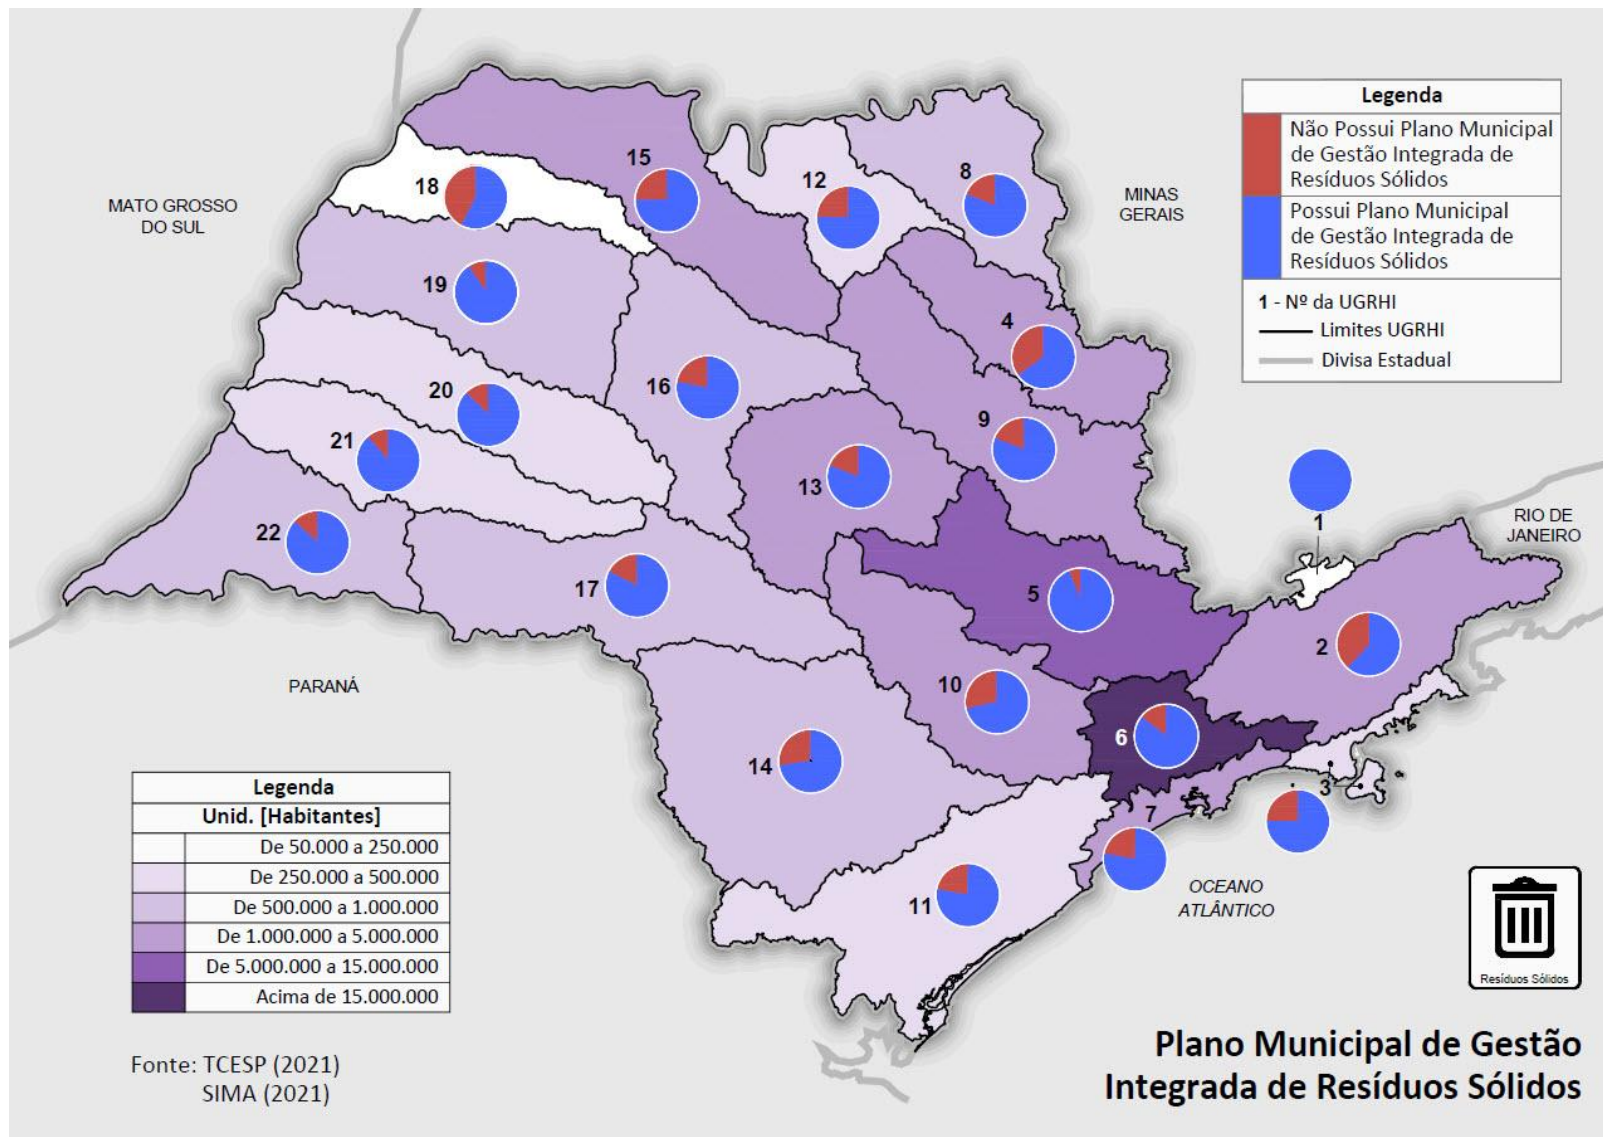 Legenda
Não Possui Plano Municipal
de Gestão Integrada de
Resíduos Sólidos
Possui Plano Municipal
de Gestão Integrada de
Resíduos Sólidos
1 - Nº da UGRHI
Limites UGRHI
Divisa Estadual
MATO GROSSO
DO SUL
MINAS
GERAIS
RIO DE
JANEIRO
PARANÁ
OCEANO
ATLÂNTICO
15
18
12
8
19
4
16
20
9
21
13
1
22
17
5
2
10
6
14
3
7
11
Legenda
Unid. [Habitantes]
De 50.000 a 250.000
De 250.000 a 500.000
De 500.000 a 1.000.000
De 1.000.000 a 5.000.000
De 5.000.000 a 15.000.000
Acima de 15.000.000
Resíduos Sólidos
Fonte: TCESP (2021)
SIMA (2021)
Plano Municipal de Gestão
Integrada de Resíduos Sólidos